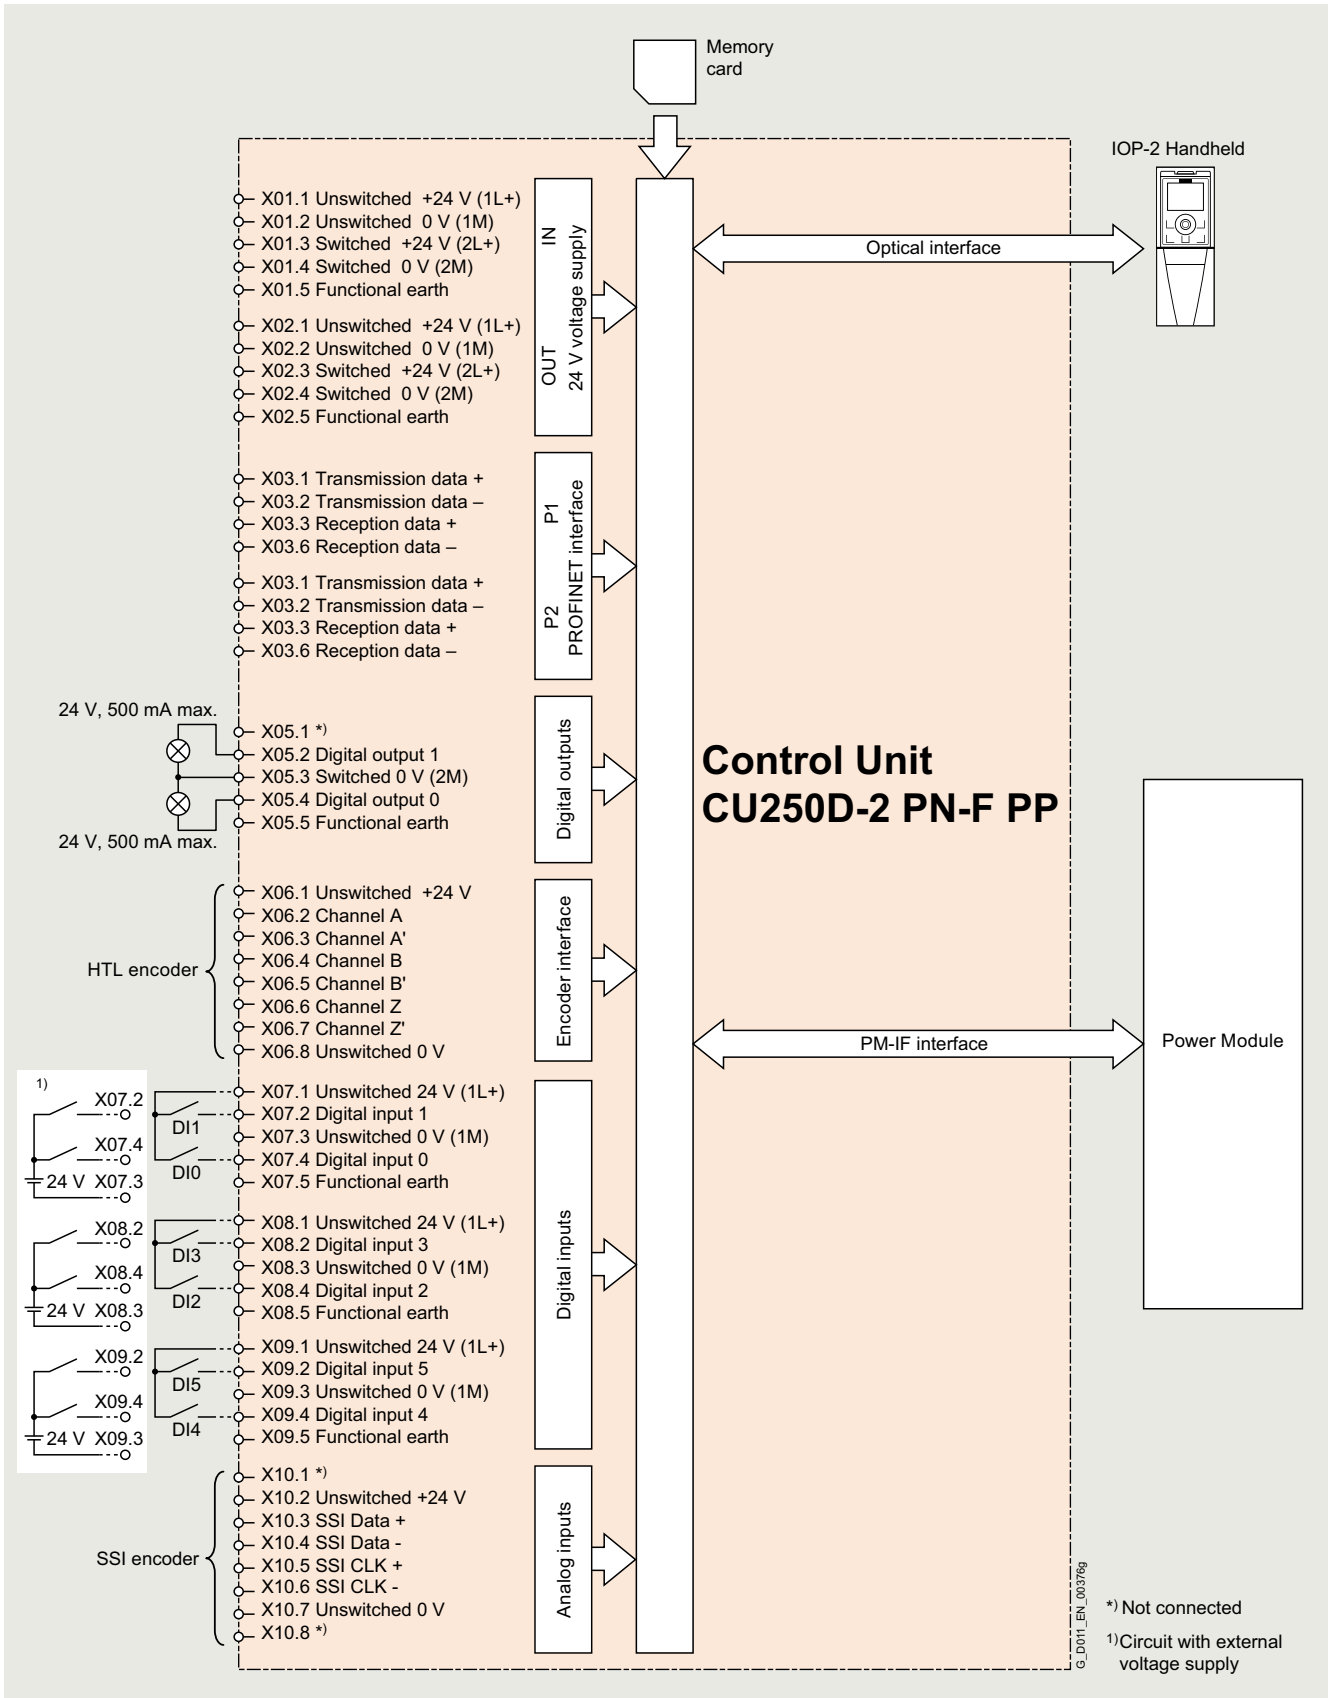 Memory
card
IOP-2 Handheld
X01.1 Unswitched +24 V (1L+)
X01.2 Unswitched 0 V (1M)
X01.3 Switched +24 V (2L+)
X01.4 Switched 0 V (2M)
X01.5 Functional earth
X02.1 Unswitched +24 V (1L+)
X02.2 Unswitched 0 V (1M)
X02.3 Switched +24 V (2L+)
X02.4 Switched 0 V (2M)
X02.5 Functional earth
OUT IN
24 V voltage supply
Optical interface
X03.1 Transmission data +
X03.2 Transmission data –
X03.3 Reception data +
X03.6 Reception data –
X03.1 Transmission data +
X03.2 Transmission data –
X03.3 Reception data +
X03.6 Reception data –
P2 P1
PROFINET interface
24 V, 500 mA max.
24 V, 500 mA max.
X05.1 *)
X05.2 Digital output 1
X05.3 Switched 0 V (2M)
X05.4 Digital output 0
X05.5 Functional earth
Digital outputs
Control Unit
CU250D-2 PN-F PP
HTL encoder
X06.1 Unswitched +24 V
X06.2 Channel A
X06.3 Channel A'
X06.4 Channel B
X06.5 Channel B'
X06.6 Channel Z
X06.7 Channel Z'
X06.8 Unswitched 0 V
Encoder interface
PM-IF interface
Power Module
1)
X07.2
X07.4
24 V X07.3
DI1
DI0
X07.1 Unswitched 24 V (1L+)
X07.2 Digital input 1
X07.3 Unswitched 0 V (1M)
X07.4 Digital input 0
X07.5 Functional earth
X08.2
X08.4
24 V X08.3
DI3
DI2
X08.1 Unswitched 24 V (1L+)
X08.2 Digital input 3
X08.3 Unswitched 0 V (1M)
X08.4 Digital input 2
X08.5 Functional earth
X09.2
X09.4
24 V X09.3
DI5
DI4
X09.1 Unswitched 24 V (1L+)
X09.2 Digital input 5
X09.3 Unswitched 0 V (1M)
X09.4 Digital input 4
X09.5 Functional earth
Digital inputs
SSI encoder
X10.1 *)
X10.2 Unswitched +24 V
X10.3 SSI Data +
X10.4 SSI Data -
X10.5 SSI CLK +
X10.6 SSI CLK -
X10.7 Unswitched 0 V
X10.8 *)
Analog inputs
G_D011_EN_00376g
*) Not connected
1) Circuit with external
voltage supply